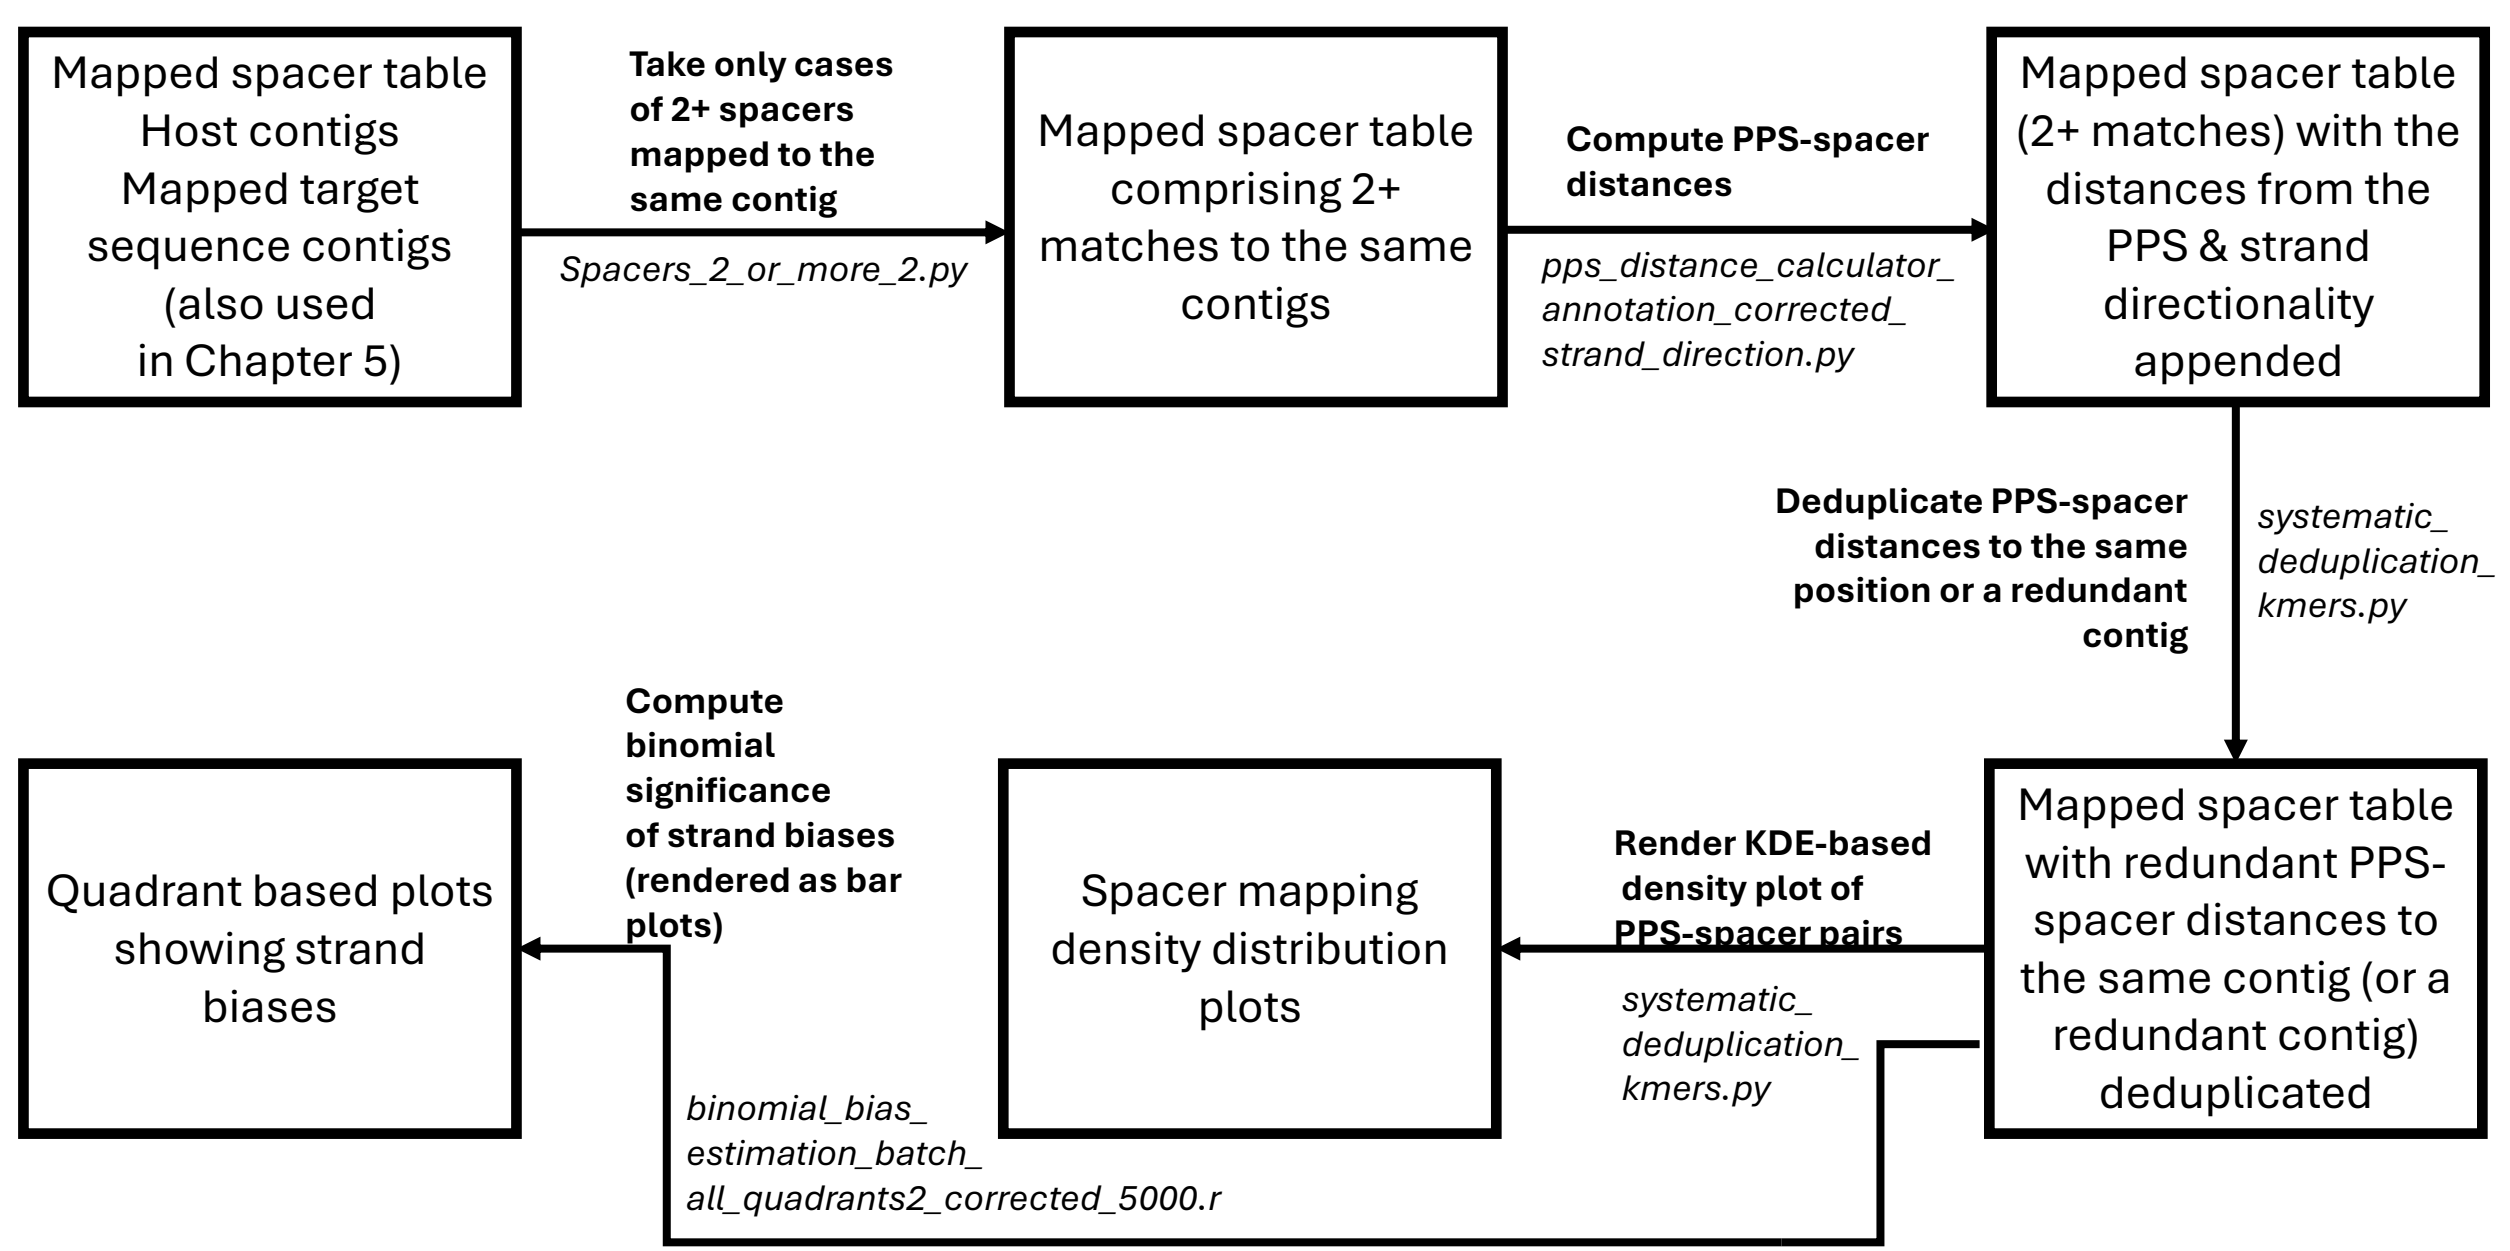 Mapped spacer table
Host contigs
Mapped target
sequence contigs
(also used
in Chapter 5)
Take only cases
of 2+ spacers
mapped to the
same contig
Spacers_2_or_more_2.py
Mapped spacer table
comprising 2+
matches to the same
contigs
Compute PPS-spacer
distances
pps_distance_calculator_
annotation_corrected_
strand_direction.py
Mapped spacer table
(2+ matches) with the
distances from the
PPS & strand
directionality
appended
Deduplicate PPS-spacer
distances to the same
position or a redundant
contig
systematic_
deduplication_
kmers.py
Mapped spacer table
with redundant PPS-
spacer distances to
the same contig (or a
redundant contig)
deduplicated
Render KDE-based
density plot of
PPS-spacer pairs
systematic_
deduplication_
kmers.py
Spacer mapping
density distribution
plots
Compute
binomial
significance
of strand biases
(rendered as bar
plots)
binomial_bias_
estimation_batch_
all_quadrants2_corrected_5000.r
Quadrant based plots
showing strand
biases